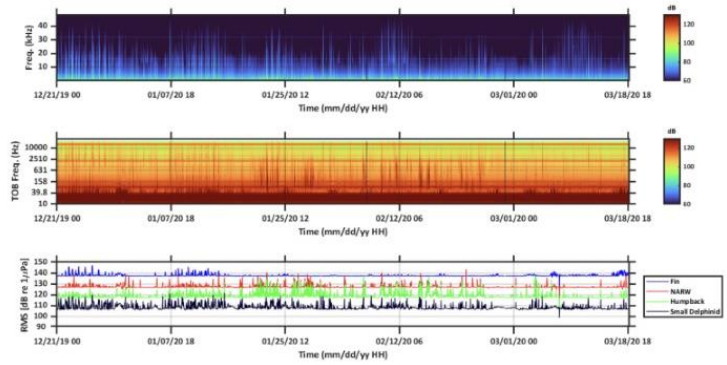 dB
Freq. (kHz)
40
30
20
10
120
100
80
60
12/21/19 00 01/07/20 18 01/25/20 12 02/12/20 06 03/01/20 00 03/18/20 18
Time (mm/dd/yy HH)
dB
TOB Freq. (Hz)
10000
2510
631
158
39.8
10
120
100
80
60
12/21/19 00 01/07/20 18 01/25/20 12 02/12/20 06 03/01/20 00 03/18/20 18
Time (mm/dd/yy HH)
RMS [dB re 1μPa]
150
140
130
120
110
100
90
Fin
NARW
Humpback
Small Delphinid
12/21/19 00 01/07/20 18 01/25/20 12 02/12/20 06 03/01/20 00 03/18/20 18
Time (mm/dd/yy HH)